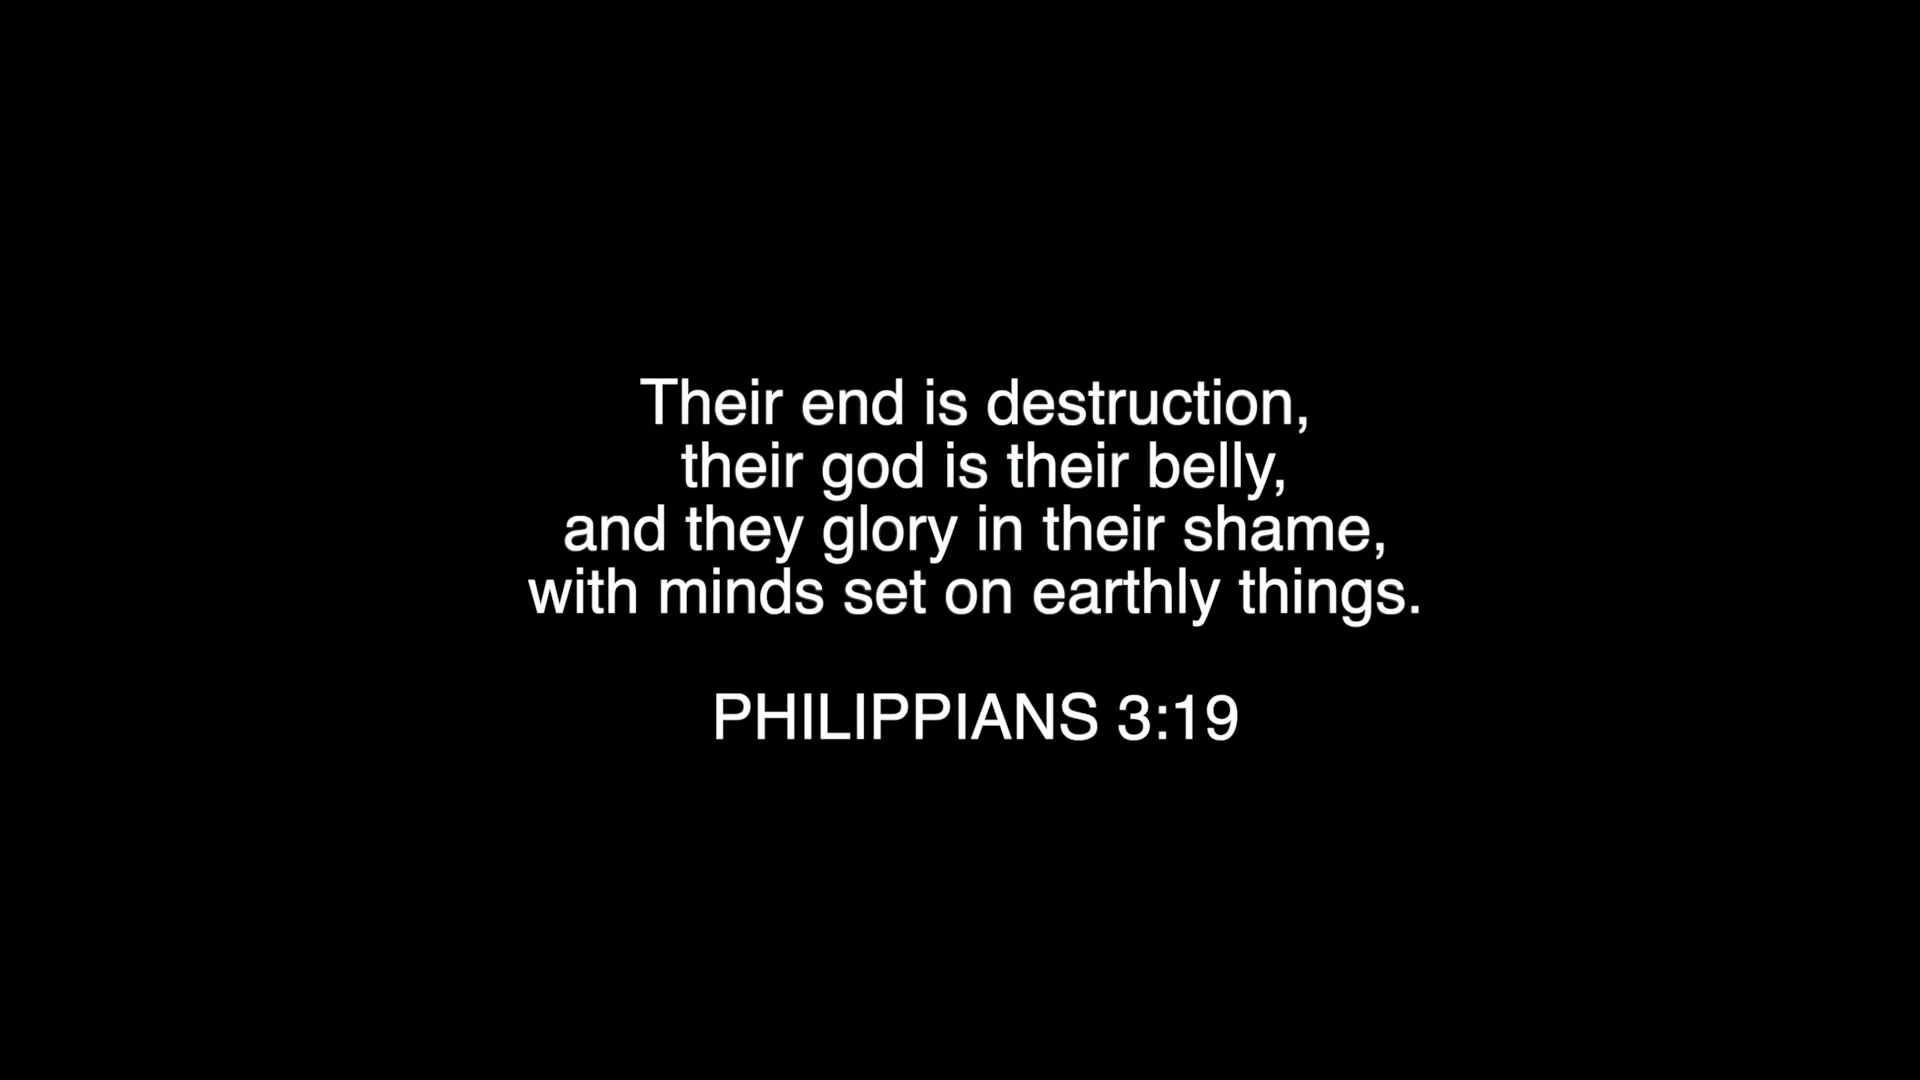 Their end is destruction,
their god is their belly,
and they glory in their shame,
with minds set on earthly things.
PHILIPPIANS 3:19